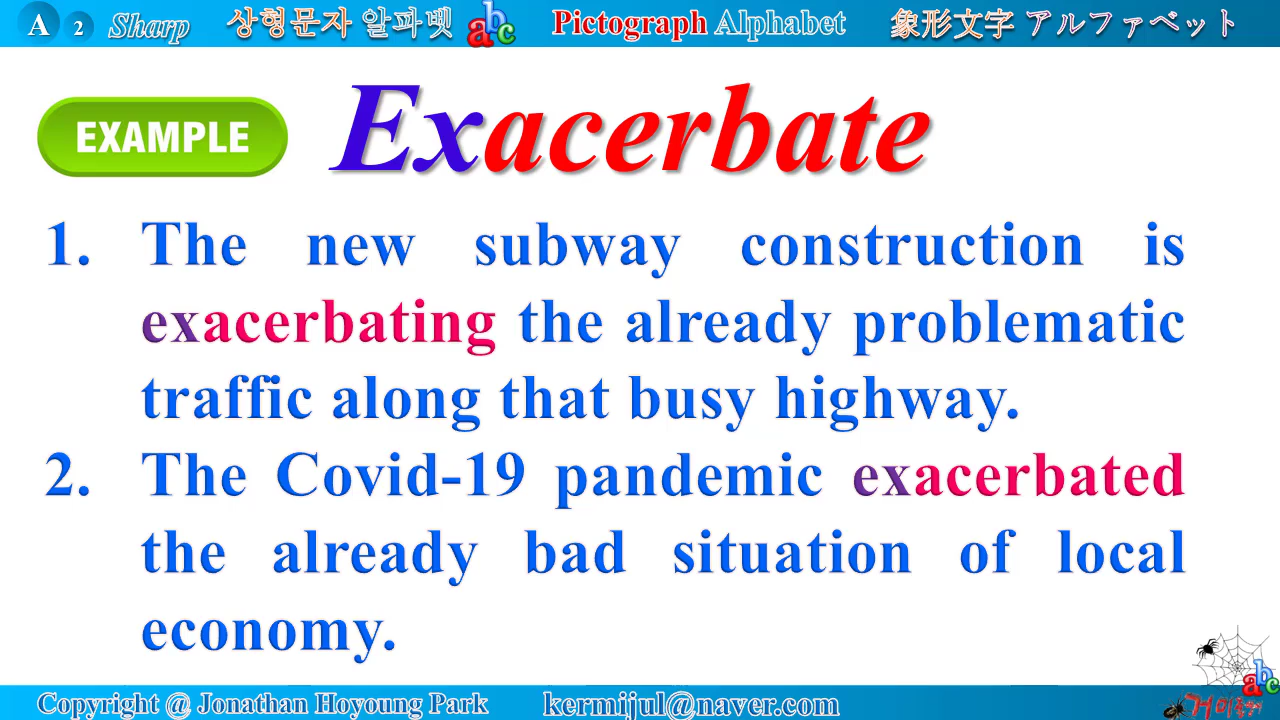 A 2 Sharp 상형문자 알파벳 abc Pictograph Alphabet 象形文字 アルファベット
EXAMPLE
Exacerbate
1. The new subway construction is
exacerbating the already problematic
traffic along that busy highway.
2. The Covid-19 pandemic exacerbated
the already bad situation of local
economy.
abc
Copyright @ Jonathan Hoyoung Park kermijul@naver.com